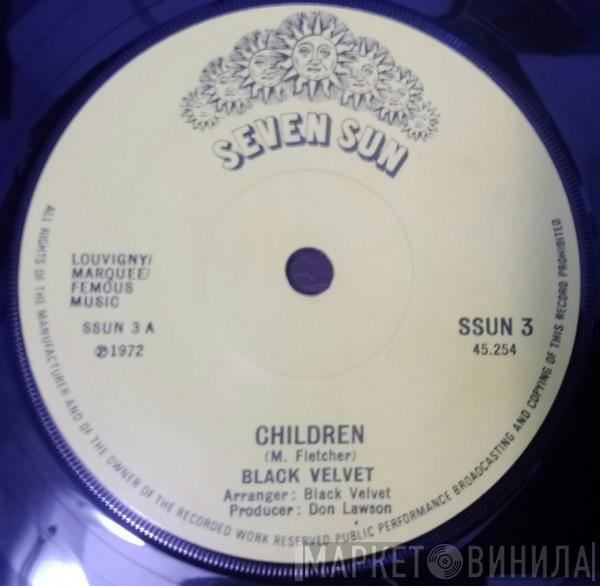 SEVEN SUN
LOUVIGNY/
MARQUEE/
FEMOUS
MUSIC
SSUN 3 A
℗1972
SSUN 3
45.254
CHILDREN
(M. Fletcher)
BLACK VELVET
Arranger: Black Velvet
Producer: Don Lawson
ALL RIGHTS OF THE MANUFACTURER AND OF THE OWNER OF THE RECORDED WORK RESERVED PUBLIC PERFORMANCE BROADCASTING AND COPYING OF THIS RECORD PROHIBITED
МАРКЕТ ВИНИЛА